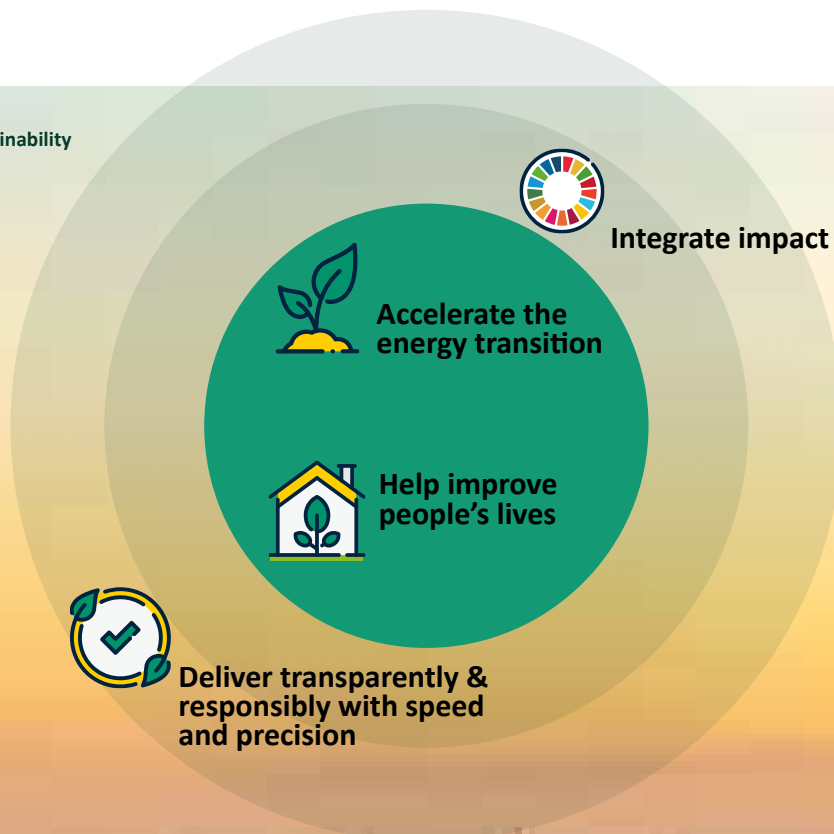 inability
Integrate impact
Accelerate the
energy transition
Help improve
people’s lives
Deliver transparently &
responsibly with speed
and precision